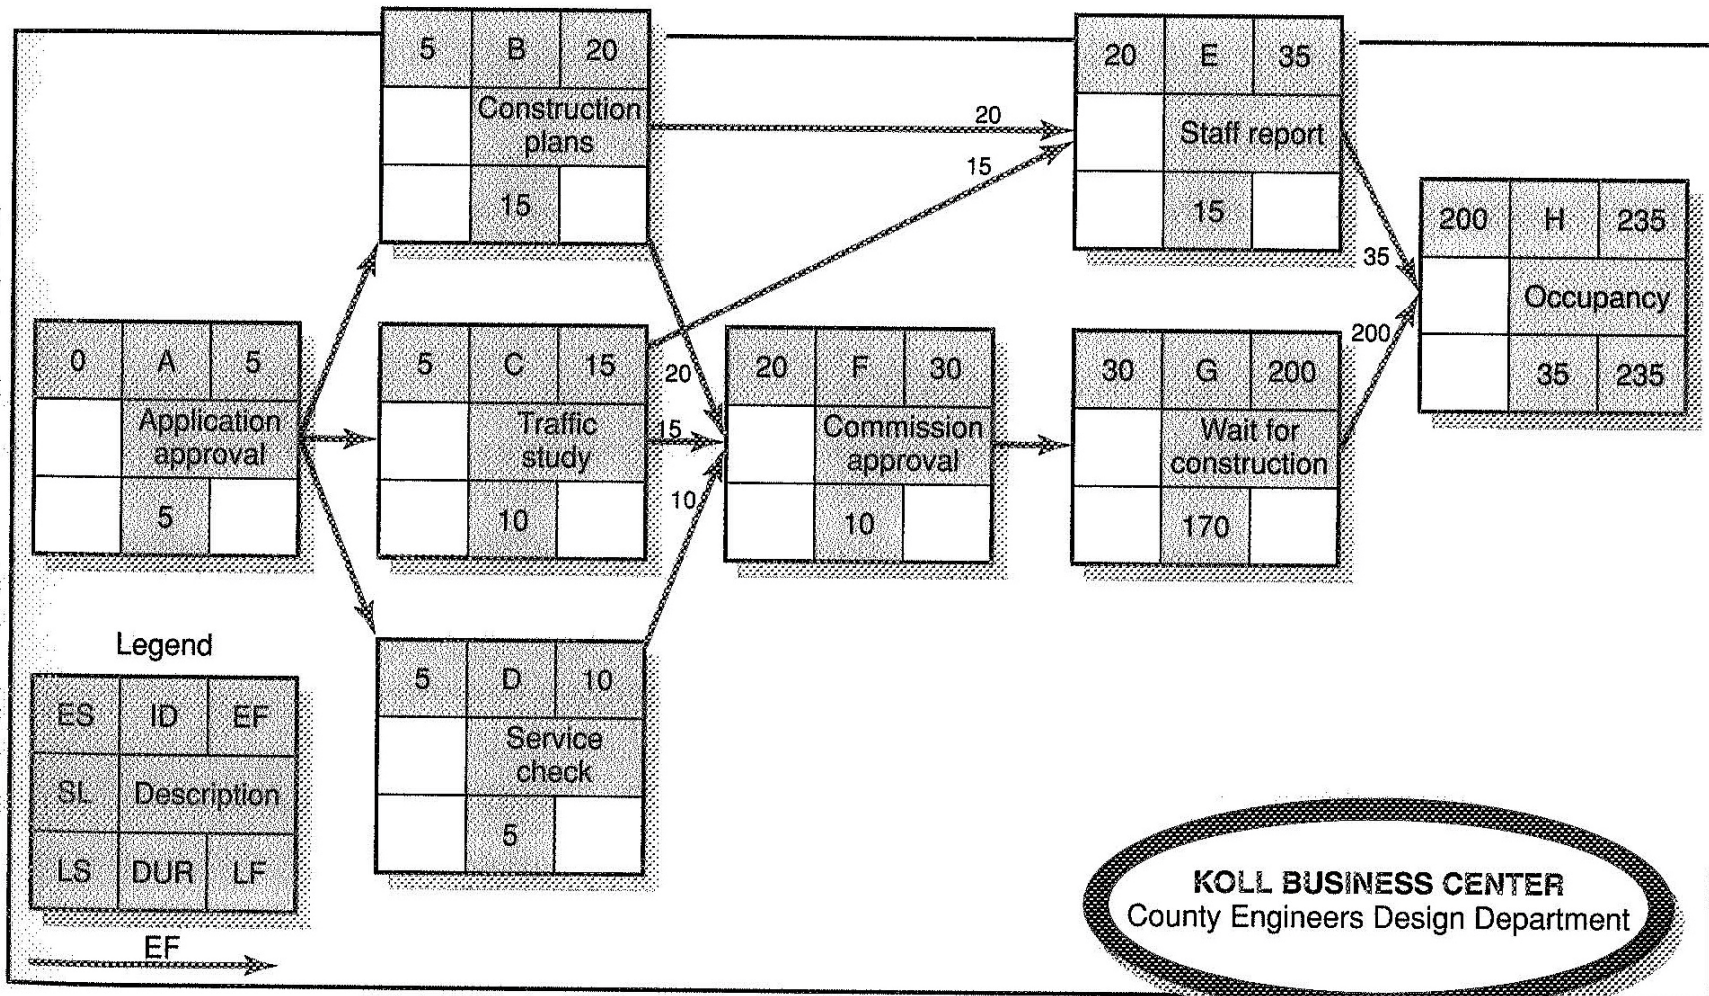 5 B 20
Construction
plans
15
20 E 35
Staff report
15
20
15
200 H 235
Occupancy
35 235
35
200
0 A 5
Application
approval
5
5 C 15
Traffic
study
10
20
15
10
20 F 30
Commission
approval
10
30 G 200
Wait for
construction
170
5 D 10
Service
check
5
Legend
ES ID EF
SL Description
LS DUR LF
EF
KOLL BUSINESS CENTER
County Engineers Design Department